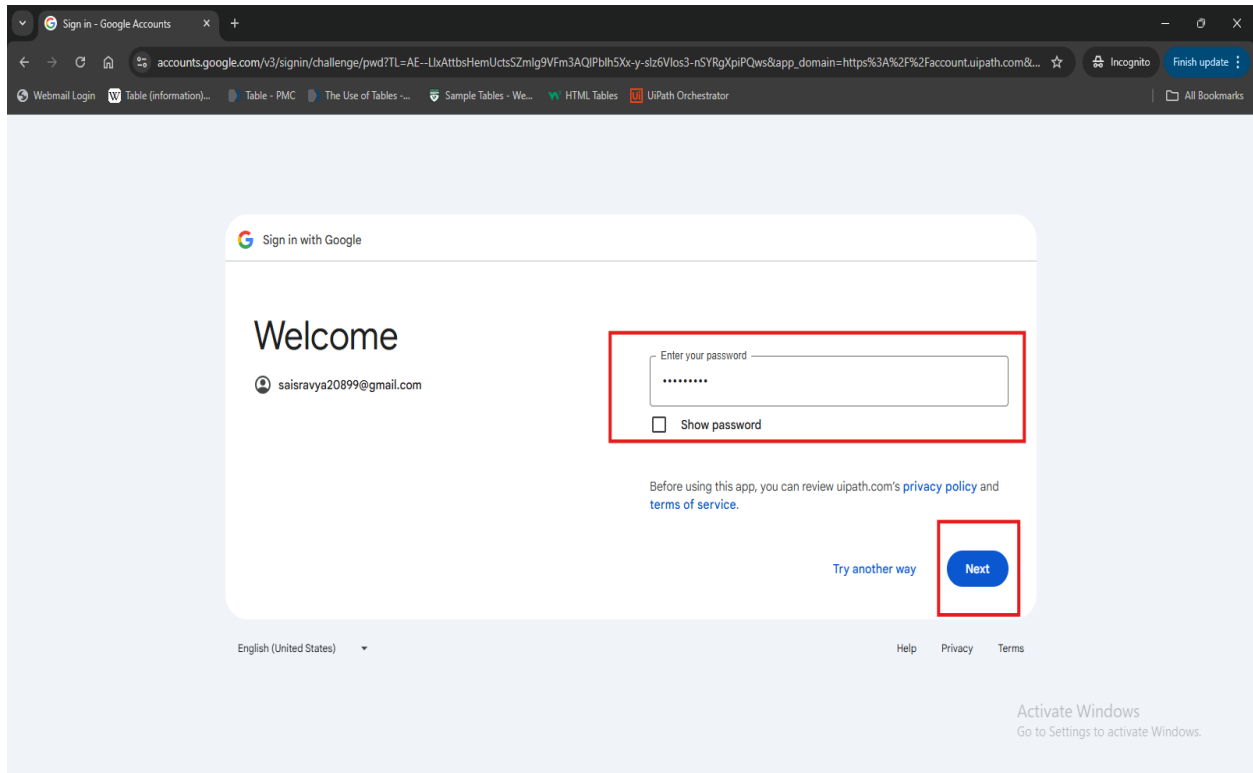 Sign in - Google Accounts
accounts.google.com/v3/signin/challenge/pwd?TL=AE--LIxAttbsHemUctsSZmIg9VFm3AQIPbIh5Xx-y-slz6Vlos3-nSYRgXpiPQws&app_domain=https%3A%2F%2Faccount.uipath.com&...
Incognito
Finish update
Webmail Login
Table (information)...
Table - PMC
The Use of Tables -...
Sample Tables - We...
HTML Tables
UiPath Orchestrator
All Bookmarks
Sign in with Google
Welcome
saisravya20899@gmail.com
Enter your password
•••••••••
Show password
Before using this app, you can review uipath.com's privacy policy and
terms of service.
Try another way
Next
English (United States)
Help
Privacy
Terms
Activate Windows
Go to Settings to activate Windows.